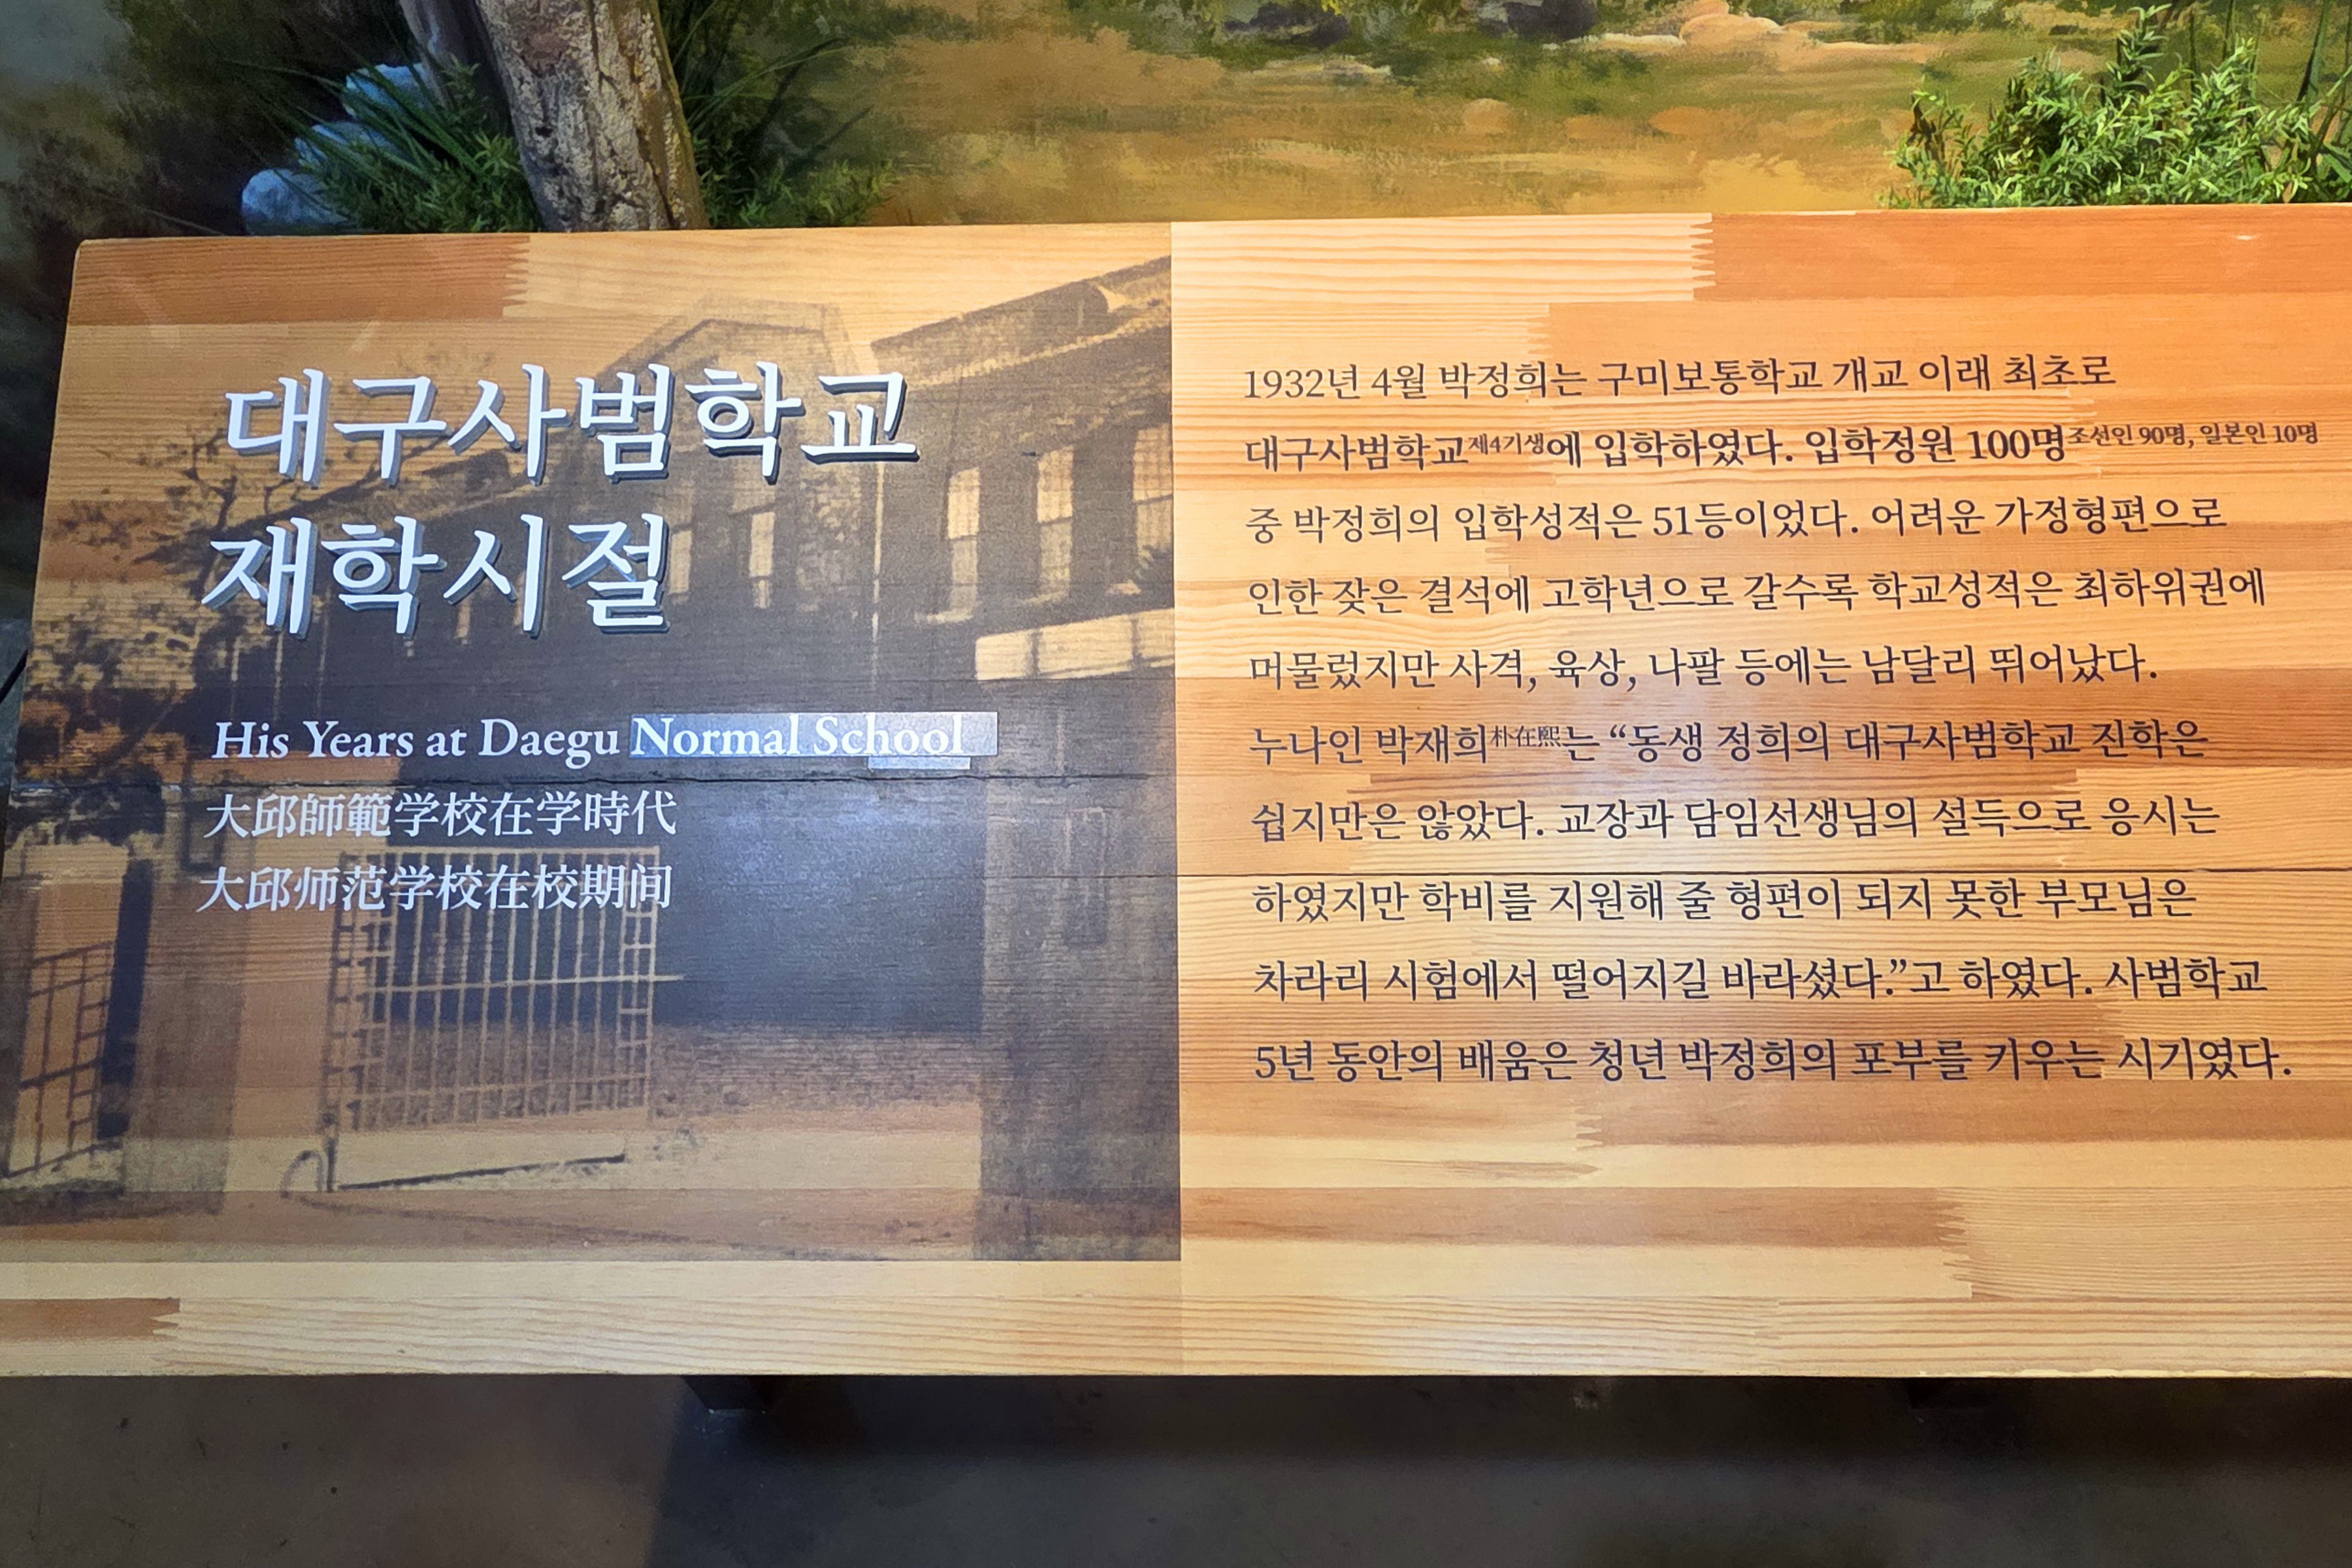 대구사범학교
재학시절
His Years at Daegu Normal School
大邱師範学校在学時代
大邱师范学校在校期间
1932년 4월 박정희는 구미보통학교 개교 이래 최초로
대구사범학교제4기생에 입학하였다. 입학정원 100명조선인 90명, 일본인 10명
중 박정희의 입학성적은 51등이었다. 어려운 가정형편으로
인한 잦은 결석에 고학년으로 갈수록 학교성적은 최하위권에
머물렀지만 사격, 육상, 나팔 등에는 남달리 뛰어났다.
누나인 박재희朴在熙는 “동생 정희의 대구사범학교 진학은
쉽지만은 않았다. 교장과 담임선생님의 설득으로 응시는
하였지만 학비를 지원해 줄 형편이 되지 못한 부모님은
차라리 시험에서 떨어지길 바라셨다.”고 하였다. 사범학교
5년 동안의 배움은 청년 박정희의 포부를 키우는 시기였다.